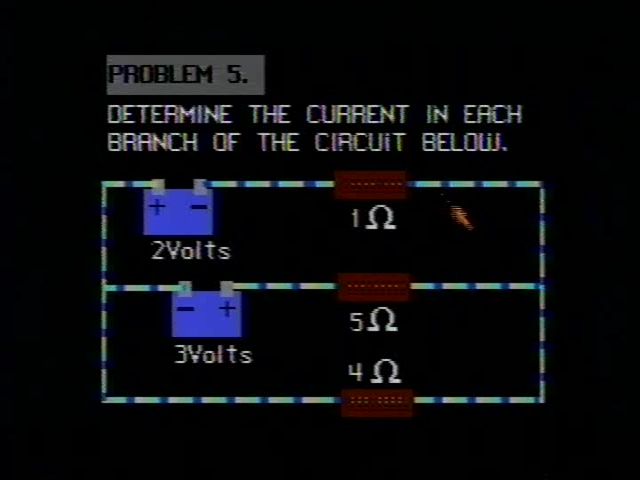 PROBLEM 5.
DETERMINE THE CURRENT IN EACH
BRANCH OF THE CIRCUIT BELOW.
+ -
1Ω
2Volts
- +
5Ω
3Volts
4Ω